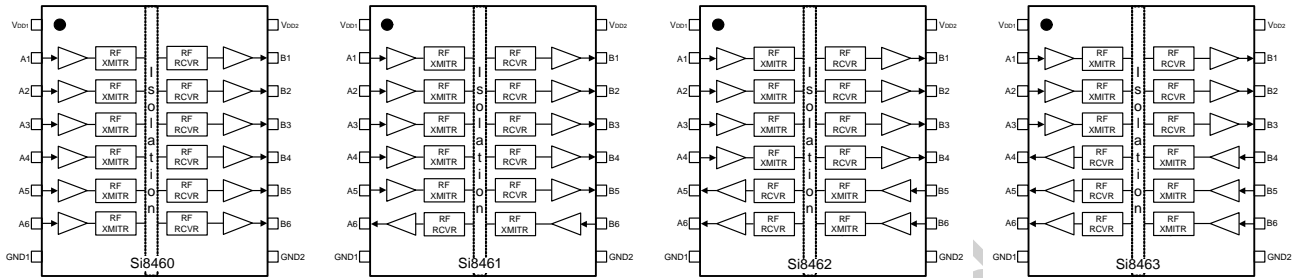 VDD1 VDD2 VDD1 VDD2 VDD1 VDD2 VDD1 VDD2
A1 RF XMITR RF RCVR B1 A1 RF XMITR RF RCVR B1 A1 RF XMITR RF RCVR B1 A1 RF XMITR RF RCVR B1
A2 RF XMITR RF RCVR B2 A2 RF XMITR RF RCVR B2 A2 RF XMITR RF RCVR B2 A2 RF XMITR RF RCVR B2
A3 RF XMITR RF RCVR B3 A3 RF XMITR RF RCVR B3 A3 RF XMITR RF RCVR B3 A3 RF XMITR RF RCVR B3
A4 RF XMITR RF RCVR B4 A4 RF XMITR RF RCVR B4 A4 RF XMITR RF RCVR B4 A4 RF RCVR RF XMITR B4
A5 RF XMITR RF RCVR B5 A5 RF XMITR RF RCVR B5 A5 RF RCVR RF XMITR B5 A5 RF RCVR RF XMITR B5
A6 RF XMITR RF RCVR B6 A6 RF RCVR RF XMITR B6 A6 RF RCVR RF XMITR B6 A6 RF RCVR RF XMITR B6
Isolation Isolation Isolation Isolation
GND1 GND2 GND1 GND2 GND1 GND2 GND1 GND2
Si8460 Si8461 Si8462 Si8463